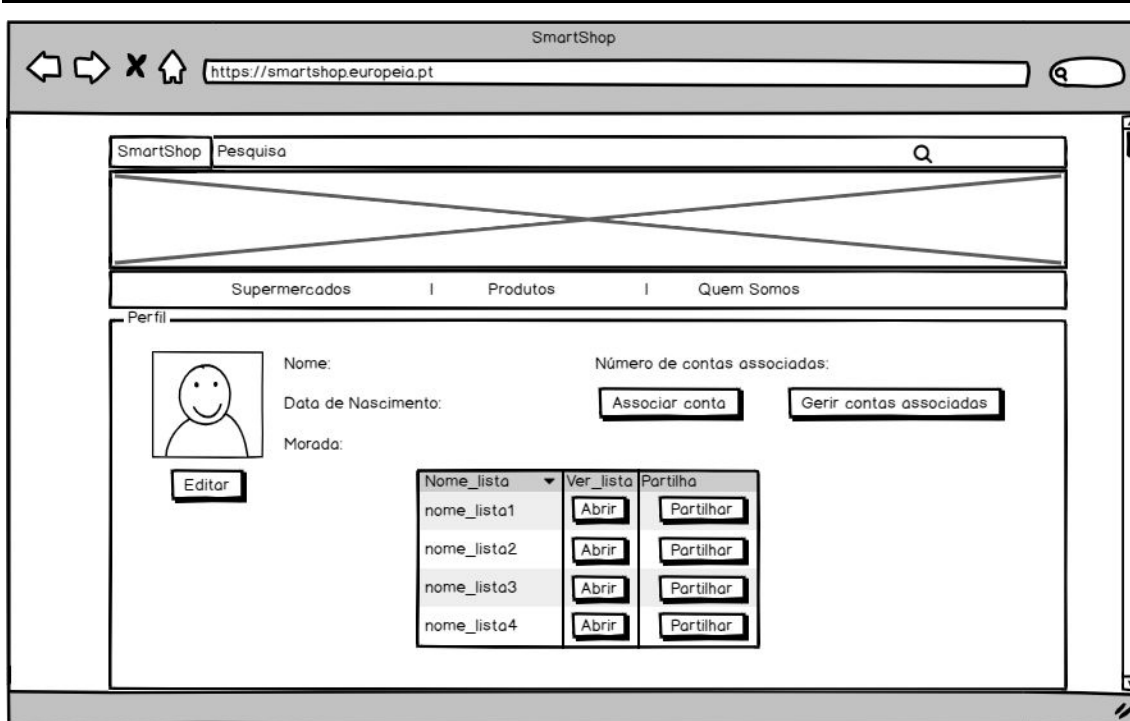 SmartShop
https://smartshop.europeia.pt
SmartShop Pesquisa
Supermercados | Produtos | Quem Somos
Perfil
Nome: Número de contas associadas:
Data de Nascimento: Associar conta Gerir contas associadas
Morada:
Editar
Nome_lista Ver_lista Partilha
nome_lista1 Abrir Partilhar
nome_lista2 Abrir Partilhar
nome_lista3 Abrir Partilhar
nome_lista4 Abrir Partilhar